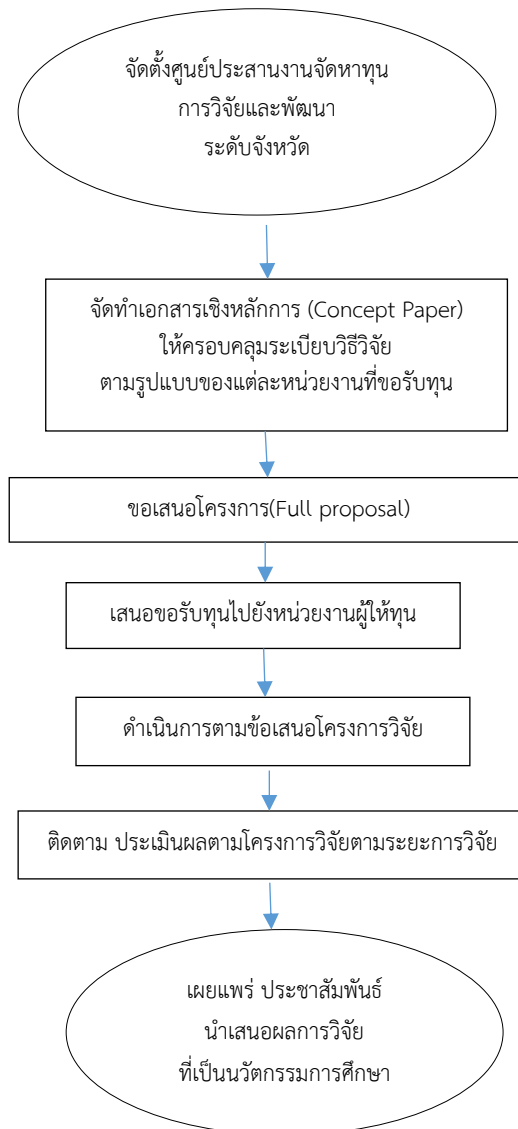 จัดตั้งศูนย์ประสานงานจัดหาทุน
การวิจัยและพัฒนา
ระดับจังหวัด
จัดทำเอกสารเชิงหลักการ (Concept Paper)
ให้ครอบคลุมระเบียบวิธีวิจัย
ตามรูปแบบของแต่ละหน่วยงานที่ขอรับทุน
ขอเสนอโครงการ(Full proposal)
เสนอขอรับทุนไปยังหน่วยงานผู้ให้ทุน
ดำเนินการตามข้อเสนอโครงการวิจัย
ติดตาม ประเมินผลตามโครงการวิจัยตามระยะการวิจัย
เผยแพร่ ประชาสัมพันธ์
นำเสนอผลการวิจัย
ที่เป็นนวัตกรรมการศึกษา